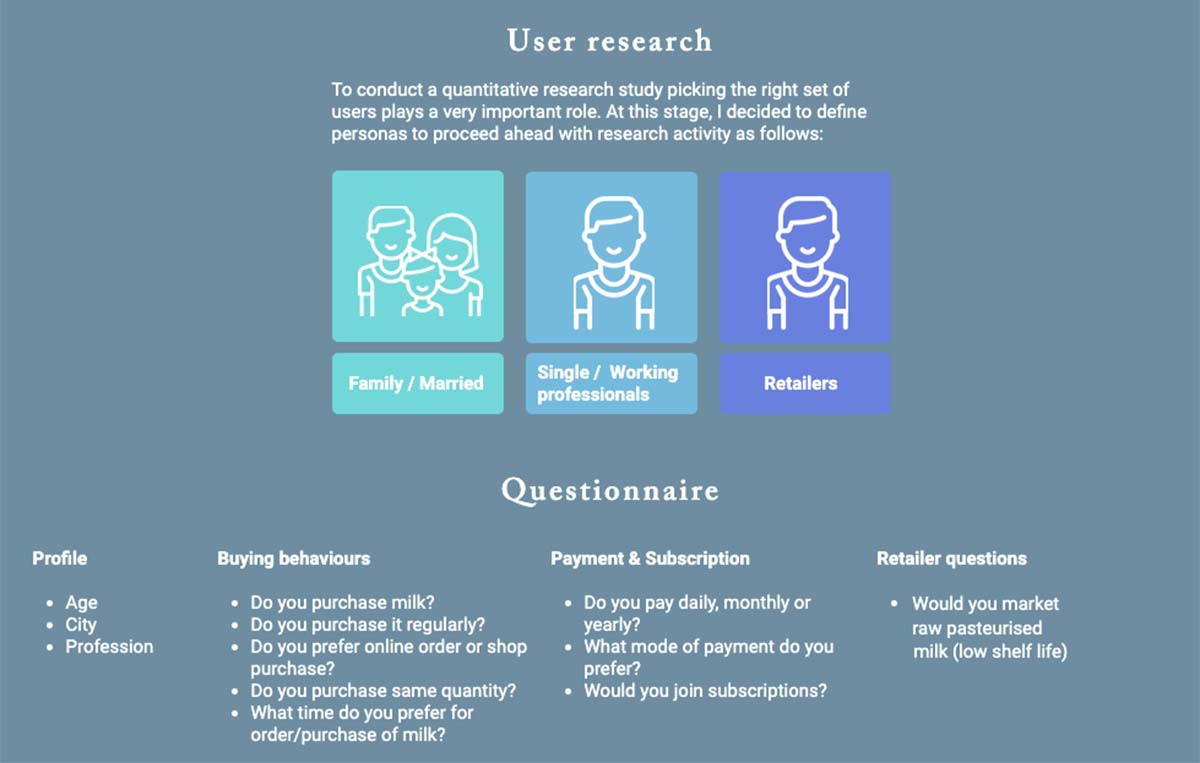 User research
To conduct a quantitative research study picking the right set of
users plays a very important role. At this stage, I decided to define
personas to proceed ahead with research activity as follows:
Family / Married
Single / Working
professionals
Retailers
Questionnaire
Profile
• Age
• City
• Profession
Buying behaviours
• Do you purchase milk?
• Do you purchase it regularly?
• Do you prefer online order or shop
purchase?
• Do you purchase same quantity?
• What time do you prefer for
order/purchase of milk?
Payment & Subscription
• Do you pay daily, monthly or
yearly?
• What mode of payment do you
prefer?
• Would you join subscriptions?
Retailer questions
• Would you market
raw pasteurised
milk (low shelf life)